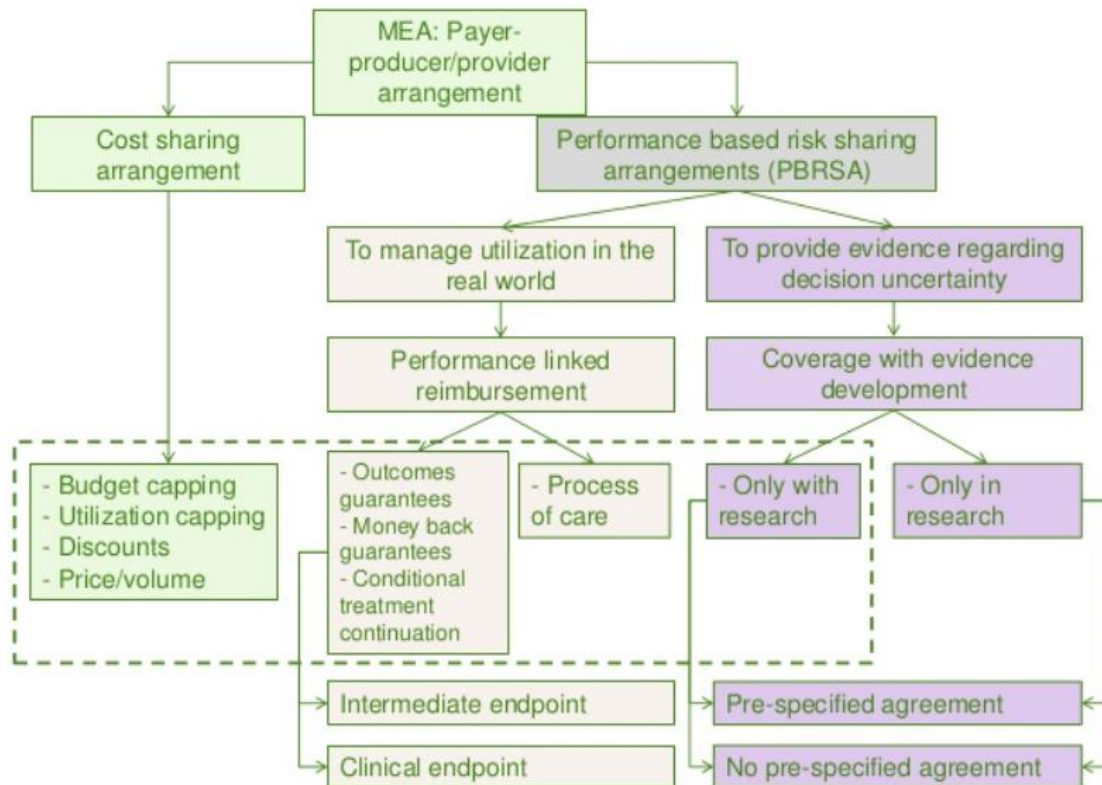 MEA: Payer-
producer/provider
arrangement
Cost sharing
arrangement
Performance based risk sharing
arrangements (PBRSA)
To manage utilization in the
real world
To provide evidence regarding
decision uncertainty
Performance linked
reimbursement
Coverage with evidence
development
- Budget capping
- Utilization capping
- Discounts
- Price/volume
- Outcomes
guarantees
- Money back
guarantees
- Conditional
treatment
continuation
- Process
of care
- Only with
research
- Only in
research
Intermediate endpoint
Pre-specified agreement
Clinical endpoint
No pre-specified agreement